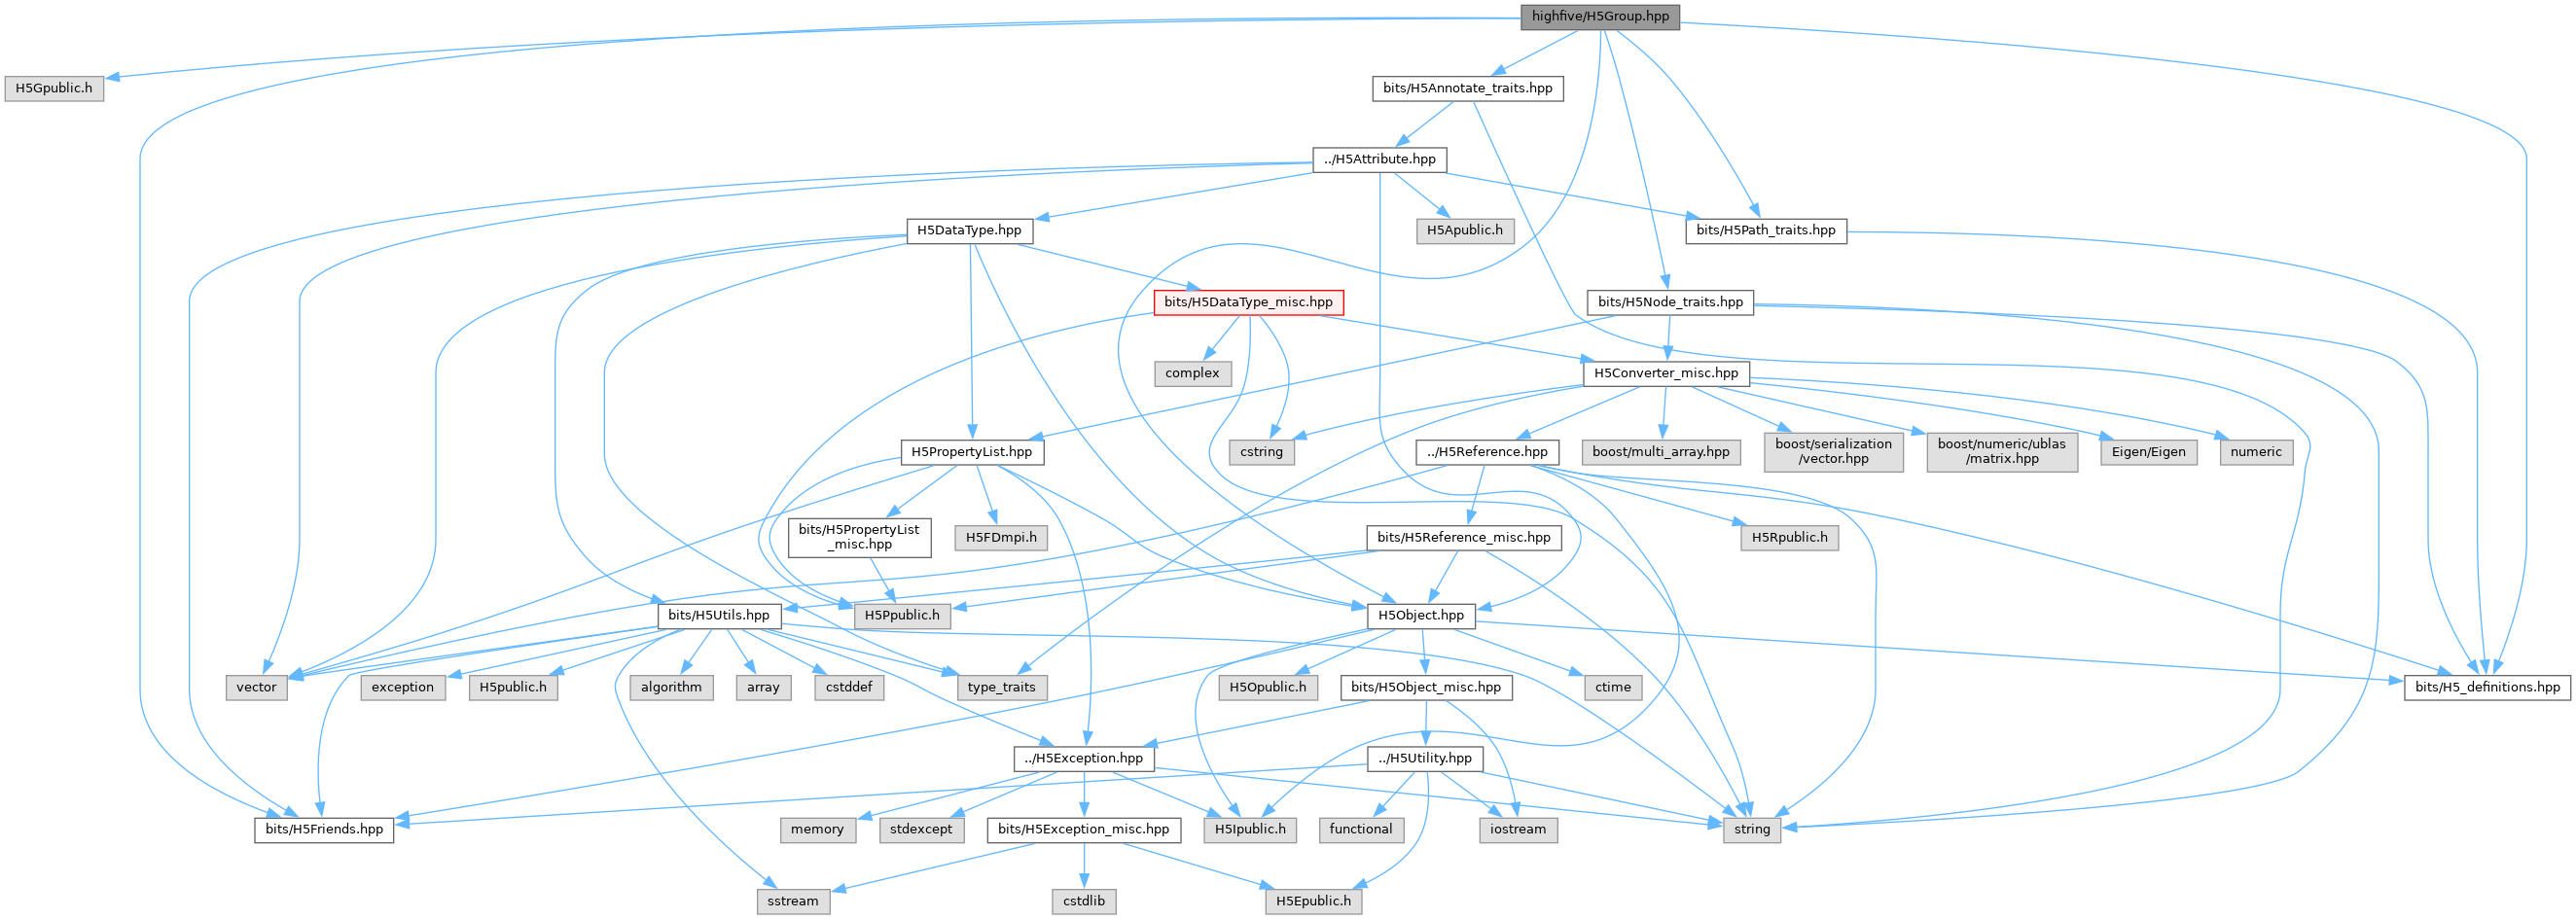 highfive/H5Group.hpp
H5Gpublic.h
bits/H5Annotate_traits.hpp
../H5Attribute.hpp
H5DataType.hpp
H5Apublic.h
bits/H5Path_traits.hpp
bits/H5DataType_misc.hpp
bits/H5Node_traits.hpp
complex
H5Converter_misc.hpp
H5PropertyList.hpp
cstring
../H5Reference.hpp
boost/multi_array.hpp
boost/serialization
/vector.hpp
boost/numeric/ublas
/matrix.hpp
Eigen/Eigen
numeric
bits/H5PropertyList
_misc.hpp
H5FDmpi.h
bits/H5Reference_misc.hpp
H5Rpublic.h
bits/H5Utils.hpp
H5Ppublic.h
H5Object.hpp
vector
exception
H5public.h
algorithm
array
cstddef
type_traits
H5Opublic.h
bits/H5Object_misc.hpp
ctime
bits/H5_definitions.hpp
../H5Exception.hpp
../H5Utility.hpp
bits/H5Friends.hpp
memory
stdexcept
bits/H5Exception_misc.hpp
H5Ipublic.h
functional
iostream
string
sstream
cstdlib
H5Epublic.h